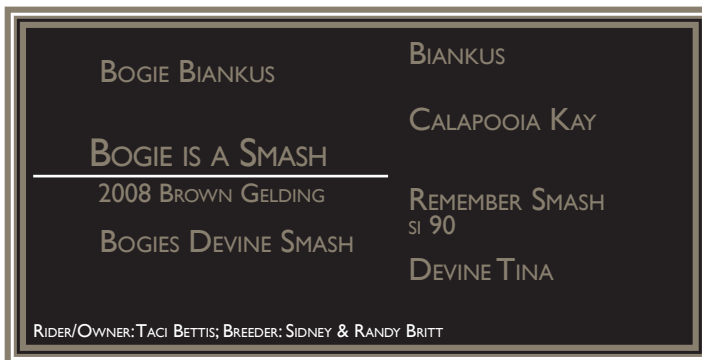 Bogie Biankus
Biankus
Calapooia Kay
Bogie is a Smash
2008 Brown Gelding
Remember Smash
si 90
Bogies Devine Smash
Devine Tina
Rider/Owner: Taci Bettis; Breeder: Sidney & Randy Britt